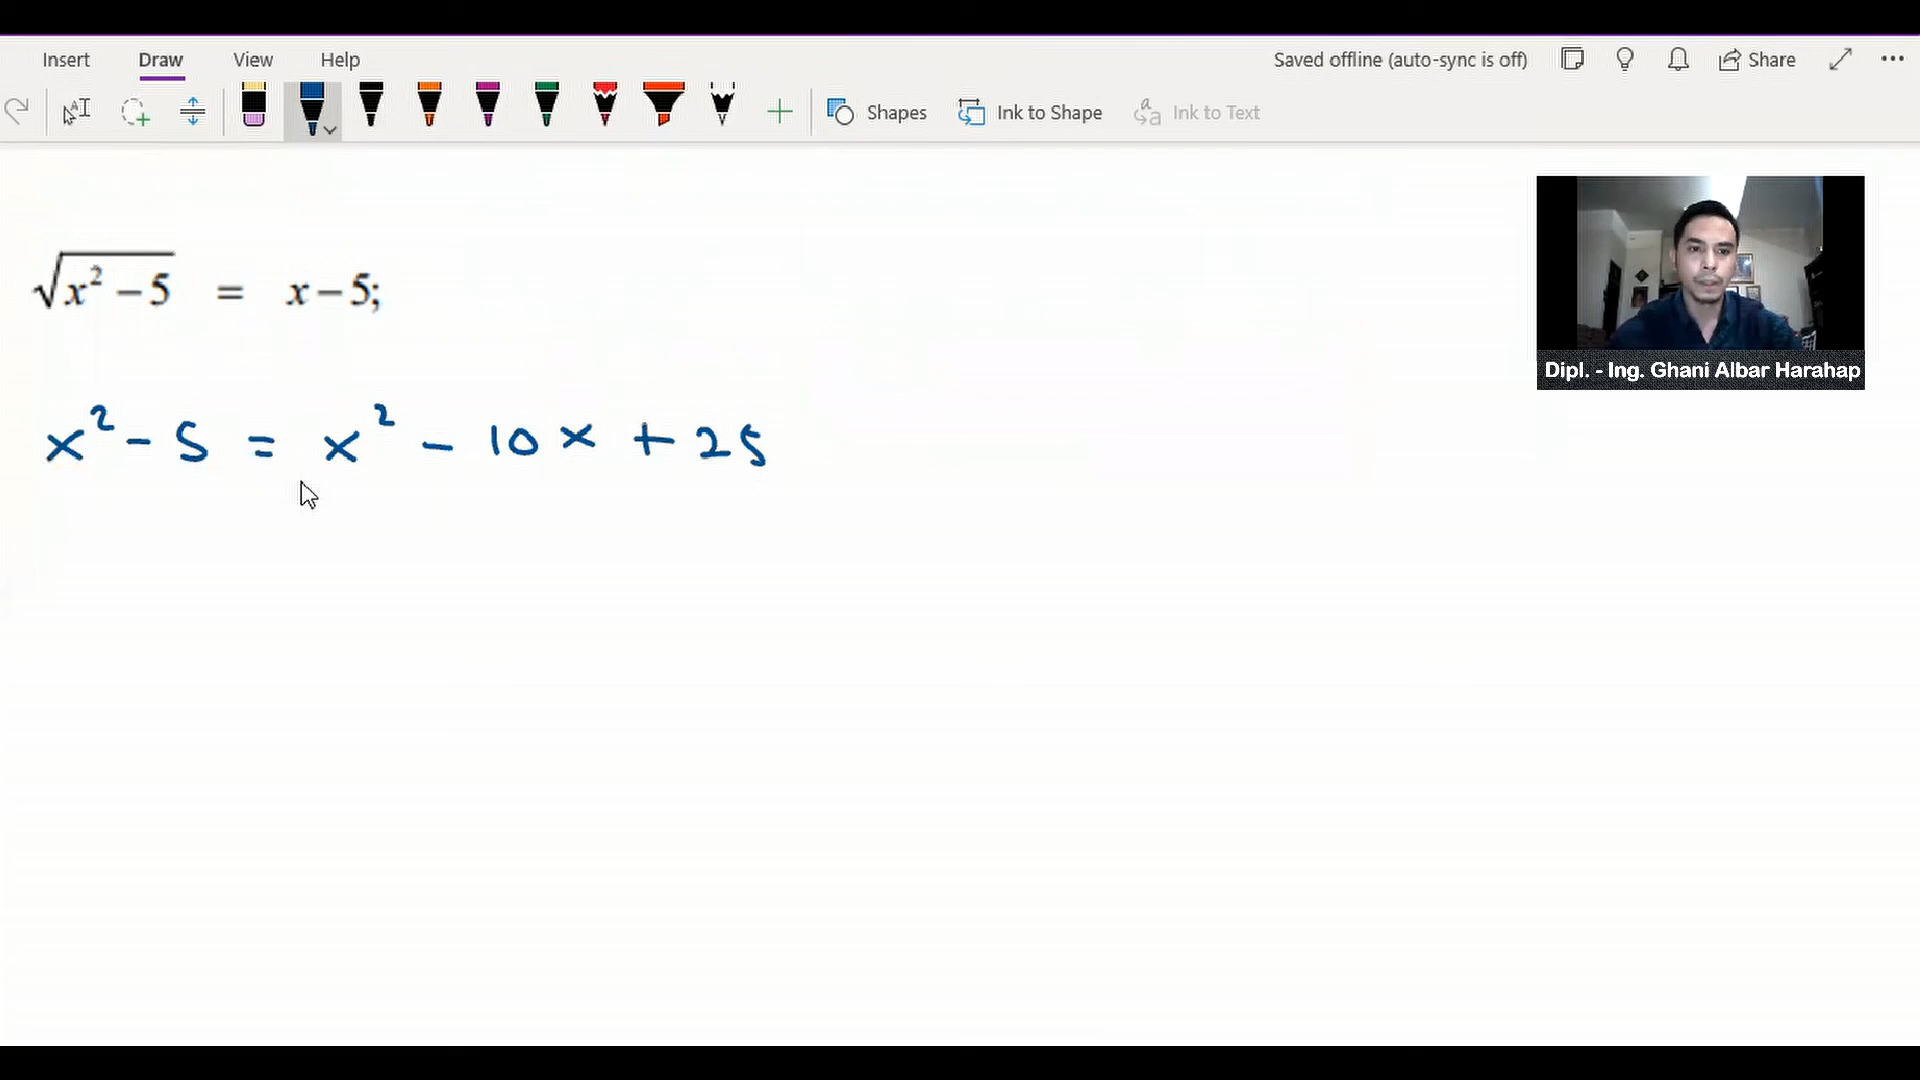 Insert Draw View Help Saved offline (auto-sync is off) Share
Shapes Ink to Shape Ink to Text
√(x² − 5) = x − 5;
Dipl. - Ing. Ghani Albar Harahap
x² - 5 = x² - 10x + 25